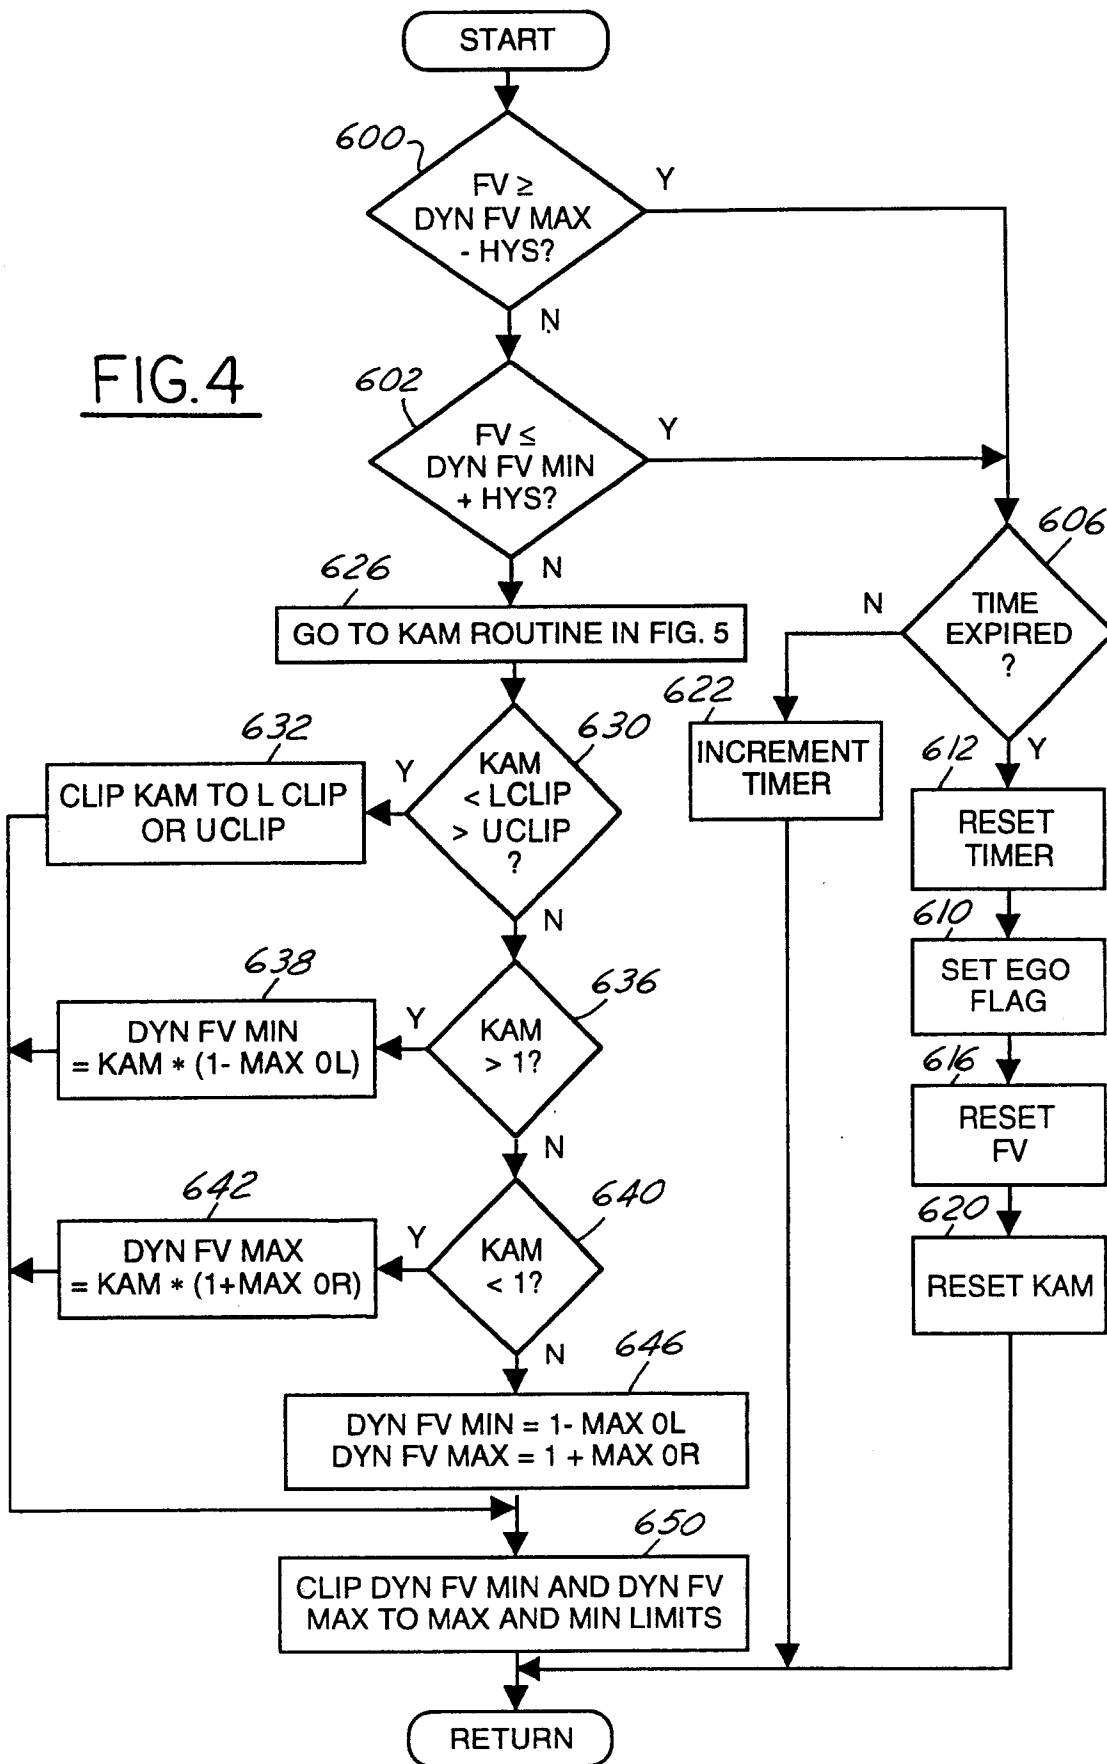 START
600
FV ≥
DYN FV MAX
- HYS?
Y
N
FIG.4
602
FV ≤
DYN FV MIN
+ HYS?
Y
N
606
TIME
EXPIRED
?
N
Y
626
GO TO KAM ROUTINE IN FIG. 5
622
INCREMENT
TIMER
612
RESET
TIMER
610
SET EGO
FLAG
616
RESET
FV
620
RESET KAM
630
KAM
< LCLIP
> UCLIP
?
Y
N
632
CLIP KAM TO L CLIP
OR UCLIP
636
KAM
> 1?
Y
N
638
DYN FV MIN
= KAM * (1- MAX 0L)
640
KAM
< 1?
Y
N
642
DYN FV MAX
= KAM * (1+MAX 0R)
646
DYN FV MIN = 1- MAX 0L
DYN FV MAX = 1 + MAX 0R
650
CLIP DYN FV MIN AND DYN FV
MAX TO MAX AND MIN LIMITS
RETURN